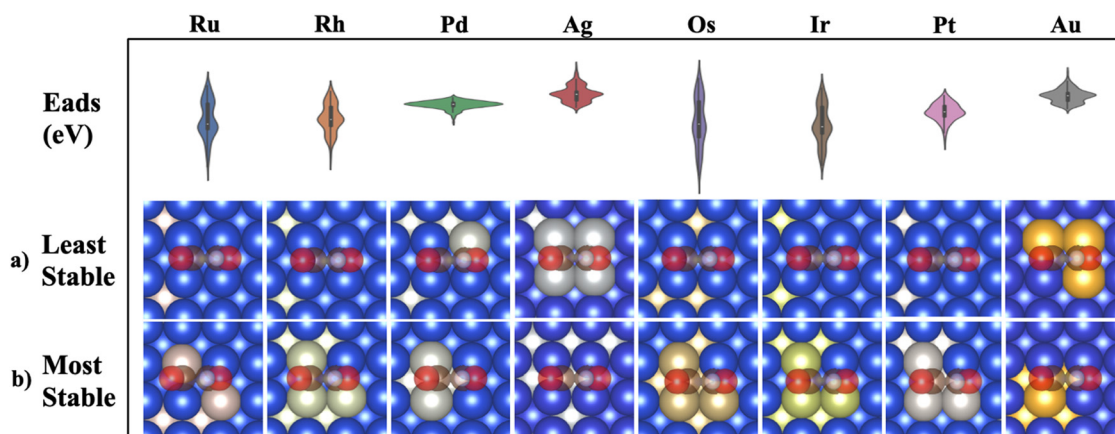 Ru Rh Pd Ag Os Ir Pt Au
Eads
(eV)
a) Least
Stable
b) Most
Stable